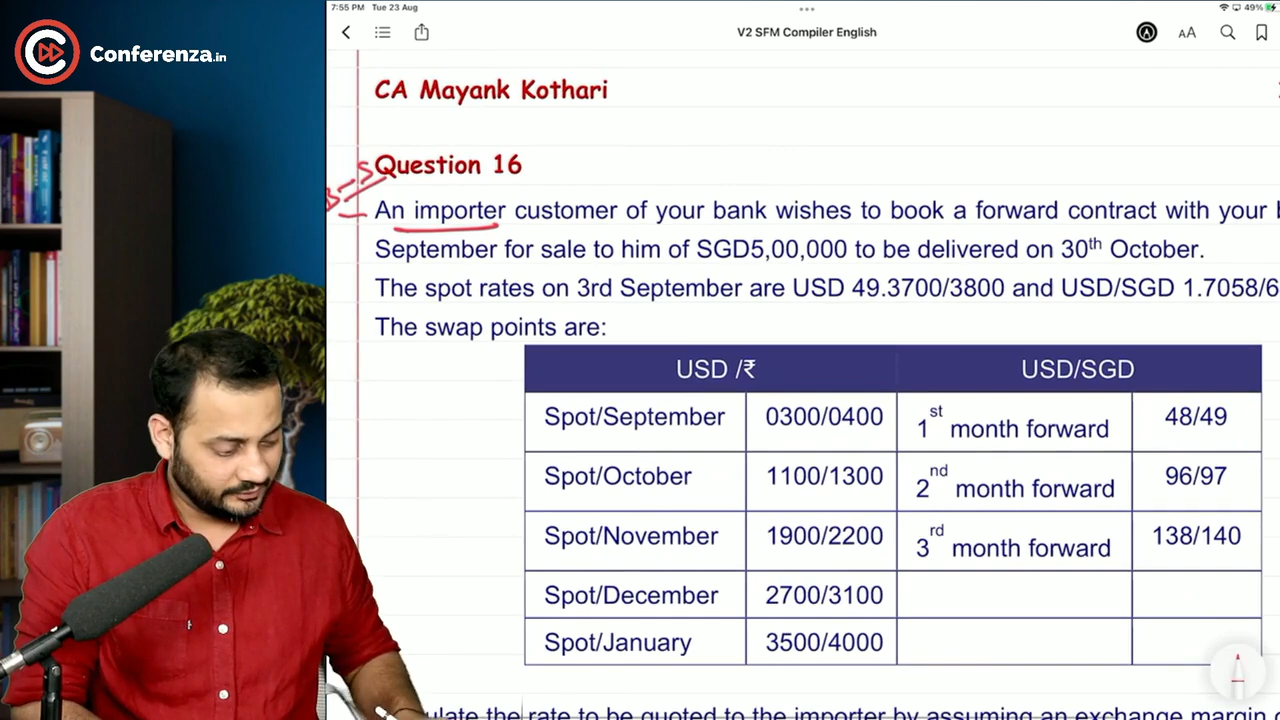 7:55 PM Tue 23 Aug
49%
Conferenza.in
V2 SFM Compiler English
AA
CA Mayank Kothari
Question 16
An importer customer of your bank wishes to book a forward contract with your
September for sale to him of SGD5,00,000 to be delivered on 30th October.
The spot rates on 3rd September are USD 49.3700/3800 and USD/SGD 1.7058/6
The swap points are:
USD /₹ USD/SGD
Spot/September 0300/0400 1st month forward 48/49
Spot/October 1100/1300 2nd month forward 96/97
Spot/November 1900/2200 3rd month forward 138/140
Spot/December 2700/3100
Spot/January 3500/4000
ulate the rate to be quoted to the importer by assuming an exchange margin